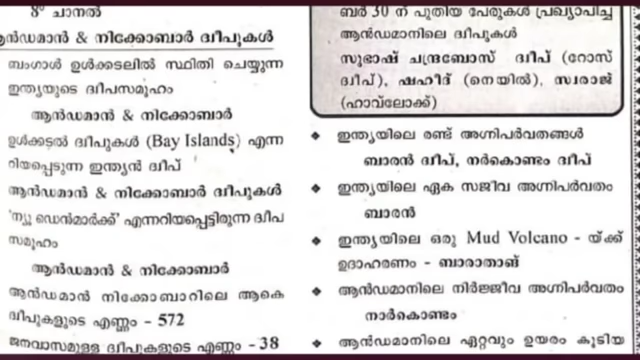 8° ചാനൽ
ആൻഡമാൻ & നിക്കോബാർ ദ്വീപുകൾ
ബംഗാൾ ഉൾക്കടലിൽ സ്ഥിതി ചെയ്യുന്ന
ഇന്ത്യയുടെ ദ്വീപസമൂഹം
ആൻഡമാൻ & നിക്കോബാർ
ഉൾക്കടൽ ദ്വീപുകൾ (Bay Islands) എന്ന
റിയപ്പെടുന്ന ഇന്ത്യൻ ദ്വീപ്
ആൻഡമാൻ & നിക്കോബാർ ദ്വീപുകൾ
'ന്യൂ ഡെൻമാർക്ക്' എന്നറിയപ്പെട്ടിരുന്ന ദ്വീപ
സമൂഹം
ആൻഡമാൻ & നിക്കോബാർ
ആൻഡമാൻ നിക്കോബാറിലെ ആകെ
ദ്വീപുകളുടെ എണ്ണം - 572
ജനവാസമുള്ള ദ്വീപുകളുടെ എണ്ണം - 38
ബർ 30 ന് പുതിയ പേരുകൾ പ്രഖ്യാപിച്ച
ആൻഡമാനിലെ ദ്വീപുകൾ
സുഭാഷ് ചന്ദ്രബോസ് ദ്വീപ് (റോസ്
ദ്വീപ്), ഷഹീദ് (നെയിൽ), സ്വരാജ്
(ഹാവ്‌ലോക്ക്)
❖ ഇന്ത്യയിലെ രണ്ട് അഗ്നിപർവതങ്ങൾ
ബാരൻ ദ്വീപ്, നർകൊണ്ടം ദ്വീപ്
❖ ഇന്ത്യയിലെ ഏക സജീവ അഗ്നിപർവതം
ബാരൻ
❖ ഇന്ത്യയിലെ ഒരു Mud Volcano - യ്ക്ക്
ഉദാഹരണം - ബാരാതാങ്
❖ ആൻഡമാനിലെ നിർജ്ജീവ അഗ്നിപർവതം
നാർകൊണ്ടം
❖ ആൻഡമാനിലെ ഏറ്റവും ഉയരം കൂടിയ